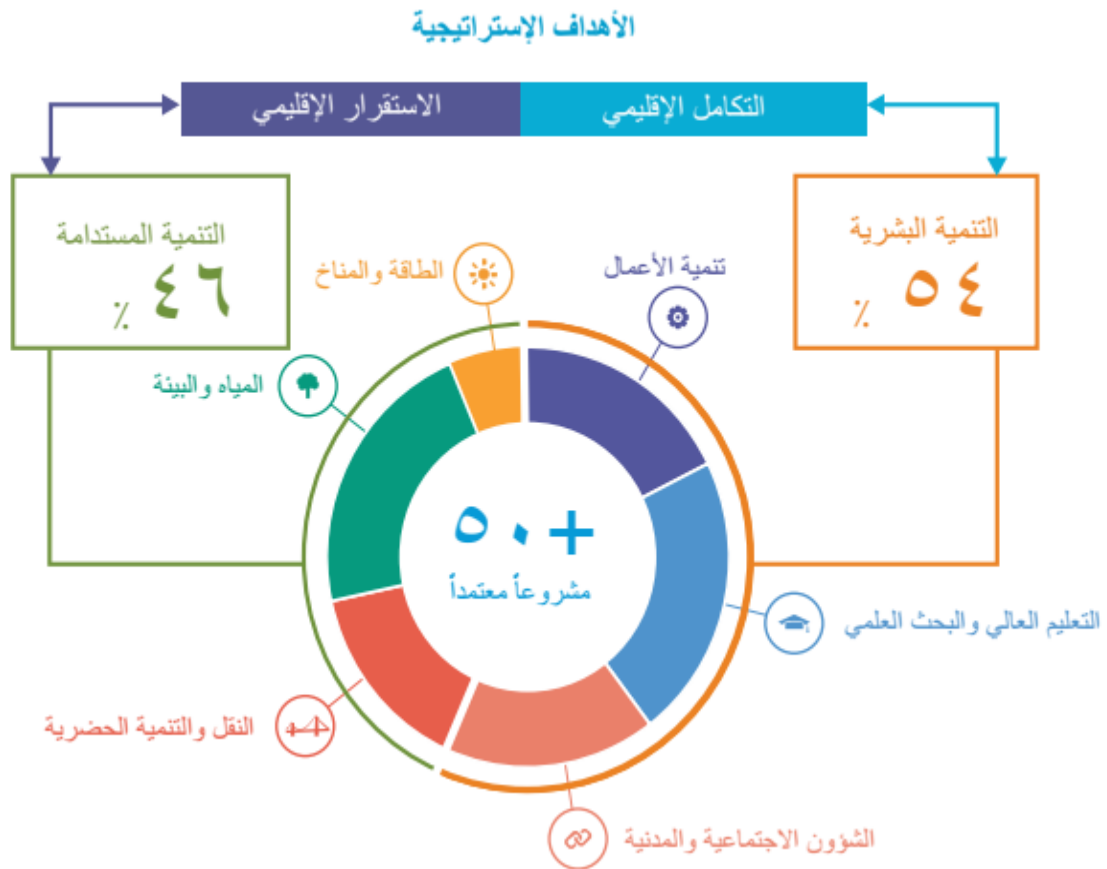 الأهداف الإستراتيجية
التكامل الإقليمي
الاستقرار الإقليمي
التنمية البشرية
٥٤ ٪
التنمية المستدامة
٤٦ ٪
تنمية الأعمال
الطاقة والمناخ
المياه والبيئة
+٥٠
مشروعاً معتمداً
التعليم العالي والبحث العلمي
النقل والتنمية الحضرية
الشؤون الاجتماعية والمدنية